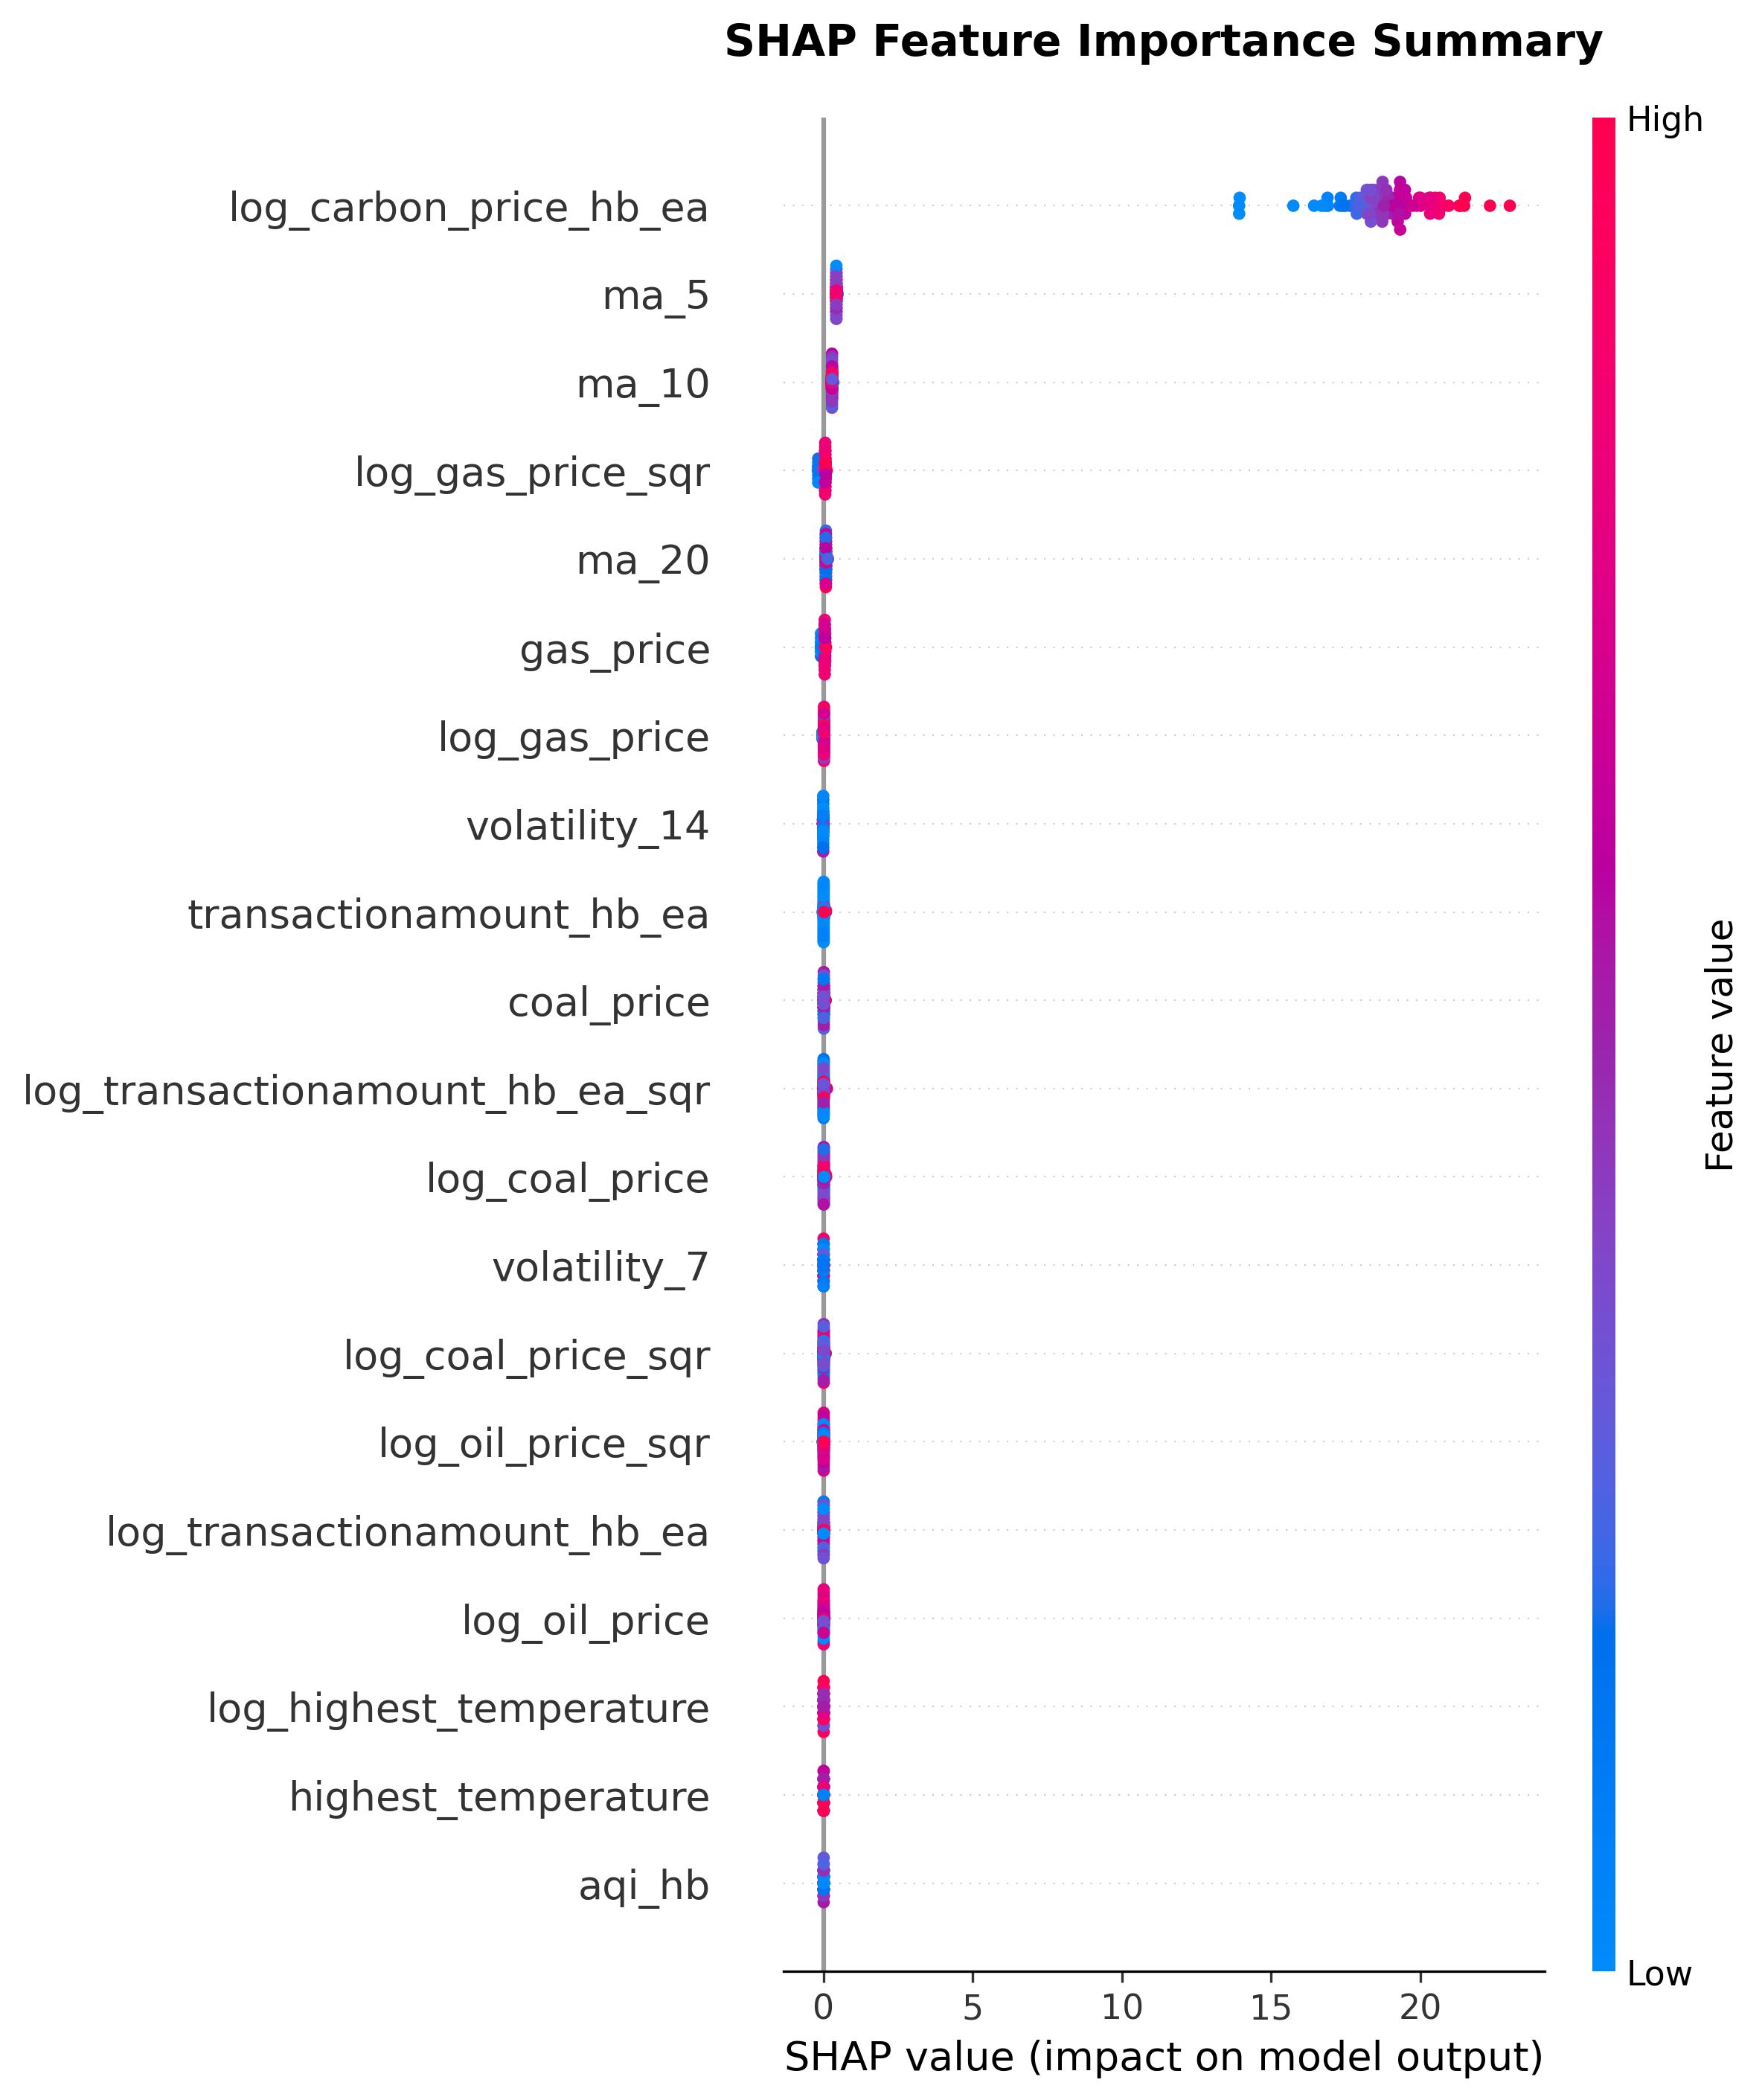 SHAP Feature Importance Summary
High
log_carbon_price_hb_ea
ma_5
ma_10
log_gas_price_sqr
ma_20
gas_price
log_gas_price
volatility_14
transactionamount_hb_ea
coal_price
log_transactionamount_hb_ea_sqr
log_coal_price
volatility_7
log_coal_price_sqr
log_oil_price_sqr
log_transactionamount_hb_ea
log_oil_price
log_highest_temperature
highest_temperature
aqi_hb
Feature value
Low
0 5 10 15 20
SHAP value (impact on model output)